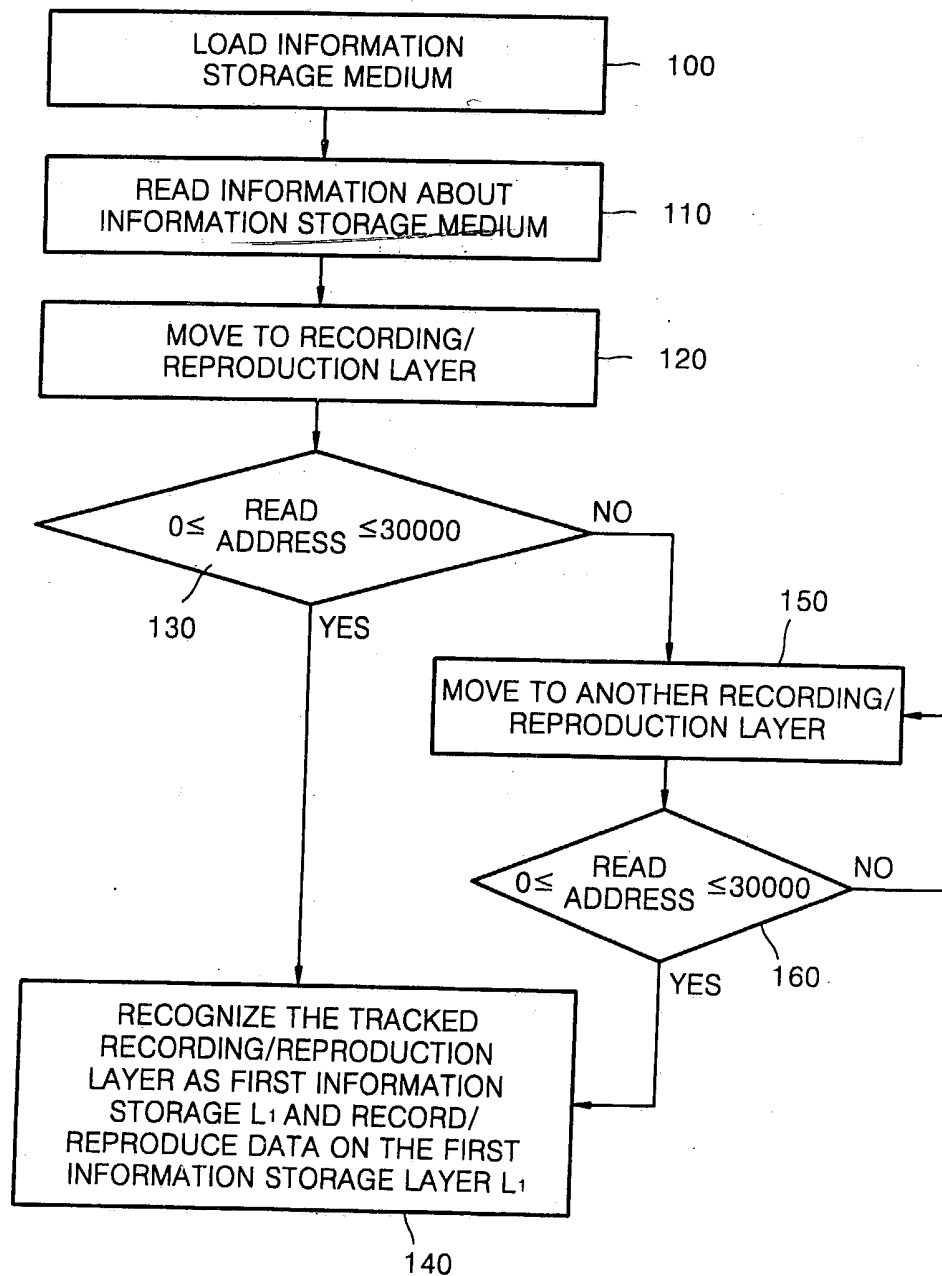 LOAD INFORMATION
STORAGE MEDIUM
100
READ INFORMATION ABOUT
INFORMATION STORAGE MEDIUM
110
MOVE TO RECORDING/
REPRODUCTION LAYER
120
0≤ READ ADDRESS ≤30000
NO
130
YES
150
MOVE TO ANOTHER RECORDING/
REPRODUCTION LAYER
0≤ READ ADDRESS ≤30000
NO
160
YES
RECOGNIZE THE TRACKED
RECORDING/REPRODUCTION
LAYER AS FIRST INFORMATION
STORAGE L1 AND RECORD/
REPRODUCE DATA ON THE FIRST
INFORMATION STORAGE LAYER L1
140